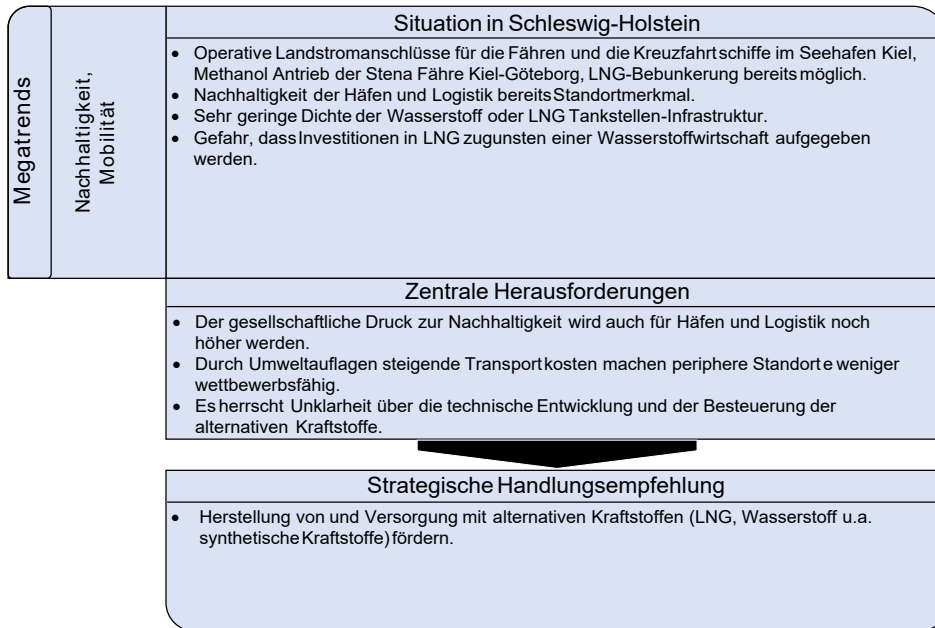 Megatrends
Nachhaltigkeit,
Mobilität
Situation in Schleswig-Holstein
• Operative Landstromanschlüsse für die Fähren und die Kreuzfahrtschiffe im Seehafen Kiel,
Methanol Antrieb der Stena Fähre Kiel-Göteborg, LNG-Bebunkerung bereits möglich.
• Nachhaltigkeit der Häfen und Logistik bereits Standortmerkmal.
• Sehr geringe Dichte der Wasserstoff oder LNG Tankstellen-Infrastruktur.
• Gefahr, dass Investitionen in LNG zugunsten einer Wasserstoffwirtschaft aufgegeben
werden.
Zentrale Herausforderungen
• Der gesellschaftliche Druck zur Nachhaltigkeit wird auch für Häfen und Logistik noch
höher werden.
• Durch Umweltauflagen steigende Transportkosten machen periphere Standorte weniger
wettbewerbsfähig.
• Es herrscht Unklarheit über die technische Entwicklung und der Besteuerung der
alternativen Kraftstoffe.
Strategische Handlungsempfehlung
• Herstellung von und Versorgung mit alternativen Kraftstoffen (LNG, Wasserstoff u.a.
synthetische Kraftstoffe) fördern.